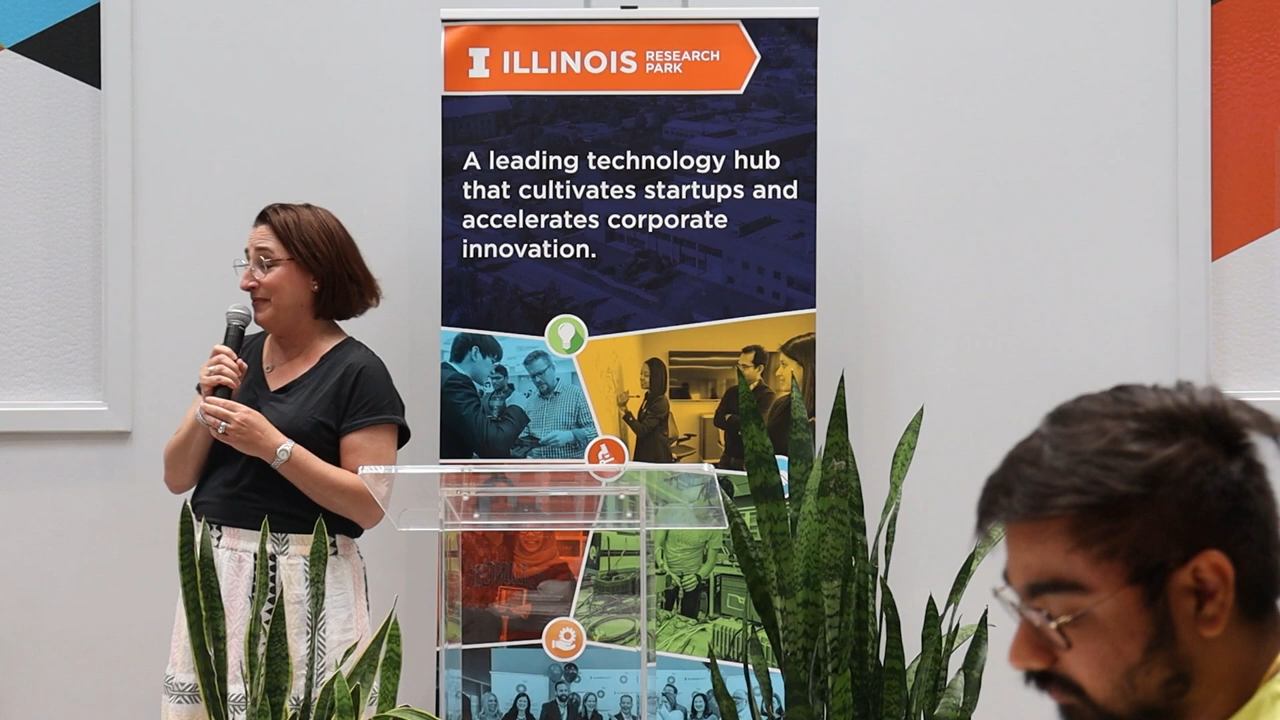 ILLINOIS RESEARCH
PARK
A leading technology hub
that cultivates startups and
accelerates corporate
innovation.